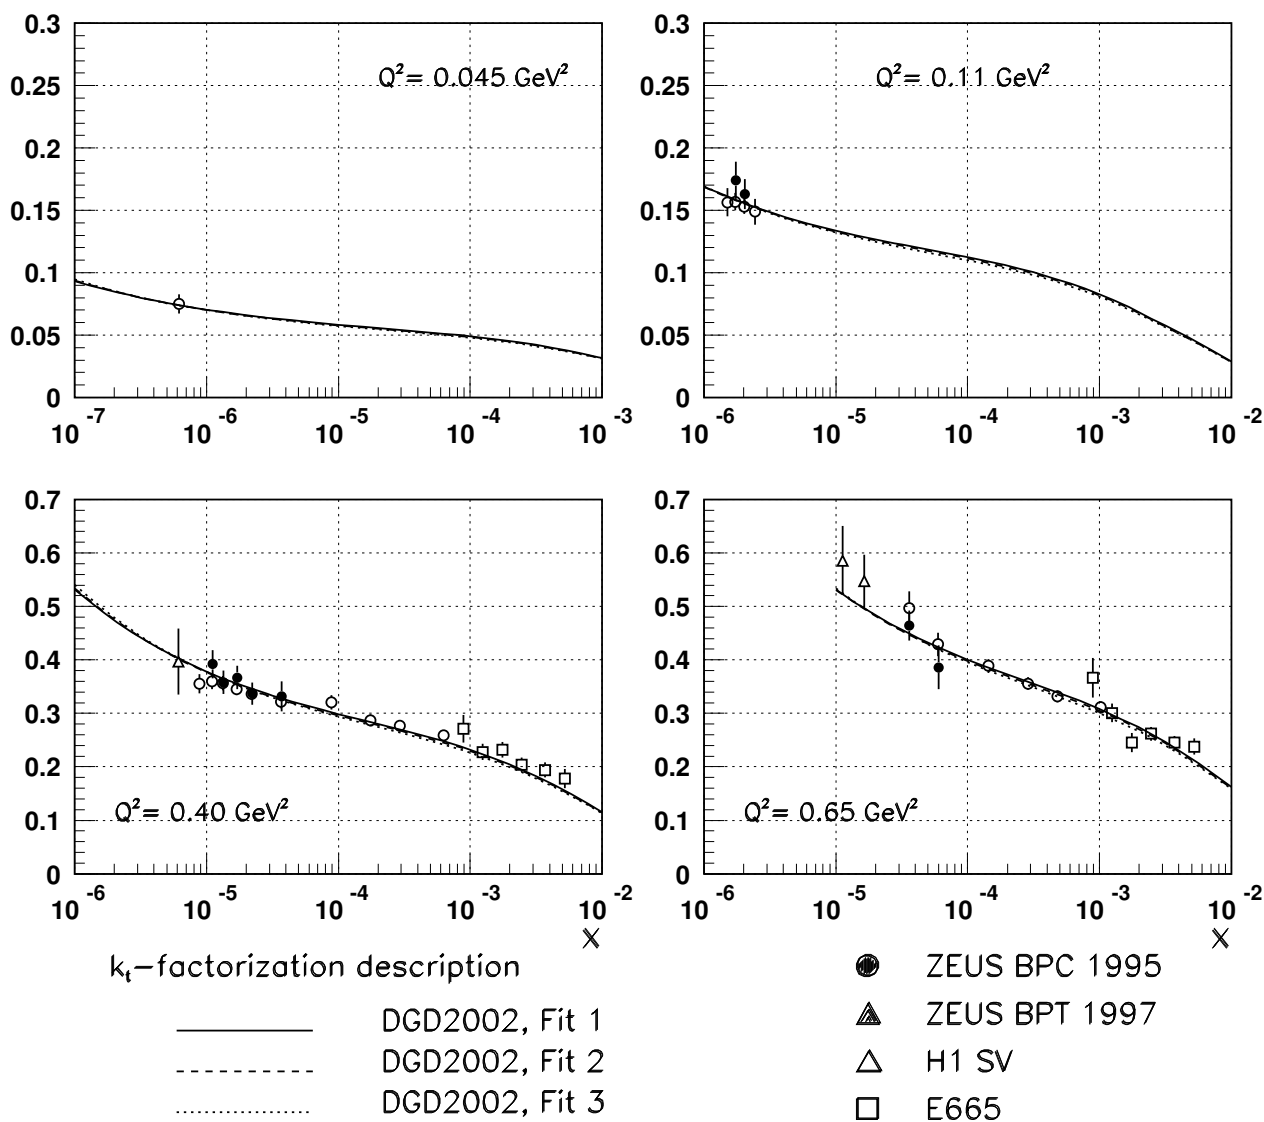 0.3
0.25
0.2
0.15
0.1
0.05
0
Q²= 0.045 GeV²
10⁻⁷ 10⁻⁶ 10⁻⁵ 10⁻⁴ 10⁻³
0.3
0.25
0.2
0.15
0.1
0.05
0
Q²= 0.11 GeV²
10⁻⁶ 10⁻⁵ 10⁻⁴ 10⁻³ 10⁻²
0.7
0.6
0.5
0.4
0.3
0.2
0.1
0
Q²= 0.40 GeV²
10⁻⁶ 10⁻⁵ 10⁻⁴ 10⁻³ 10⁻²
X
0.7
0.6
0.5
0.4
0.3
0.2
0.1
0
Q²= 0.65 GeV²
10⁻⁶ 10⁻⁵ 10⁻⁴ 10⁻³ 10⁻²
X
kₜ–factorization description
DGD2002, Fit 1
DGD2002, Fit 2
DGD2002, Fit 3
ZEUS BPC 1995
ZEUS BPT 1997
H1 SV
E665